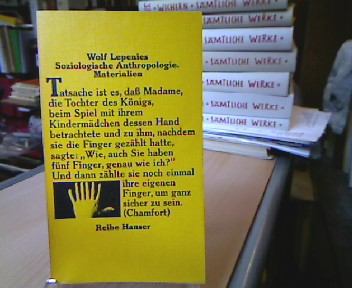 Wolf Lepenies
Soziologische Anthropologie.
Materialien
Tatsache ist es, daß Madame,
die Tochter des Königs,
beim Spiel mit ihrem
Kindermädchen dessen Hand
betrachtete und zu ihm, nachdem
sie die Finger gezählt hatte,
sagte: „Wie, auch Sie haben
fünf Finger, genau wie ich?"
Und dann zählte sie noch einmal
ihre eigenen
Finger, um ganz
sicher zu sein.
(Chamfort)
Reihe Hanser
WICHERN SÄMTLICHE WERKE
SÄMTLICHE WERKE
SÄMTLICHE WERKE
SÄMTLICHE WERKE
SÄMTLICHE WERKE
SÄMTLICHE WERKE
SÄMTLICHE WERKE